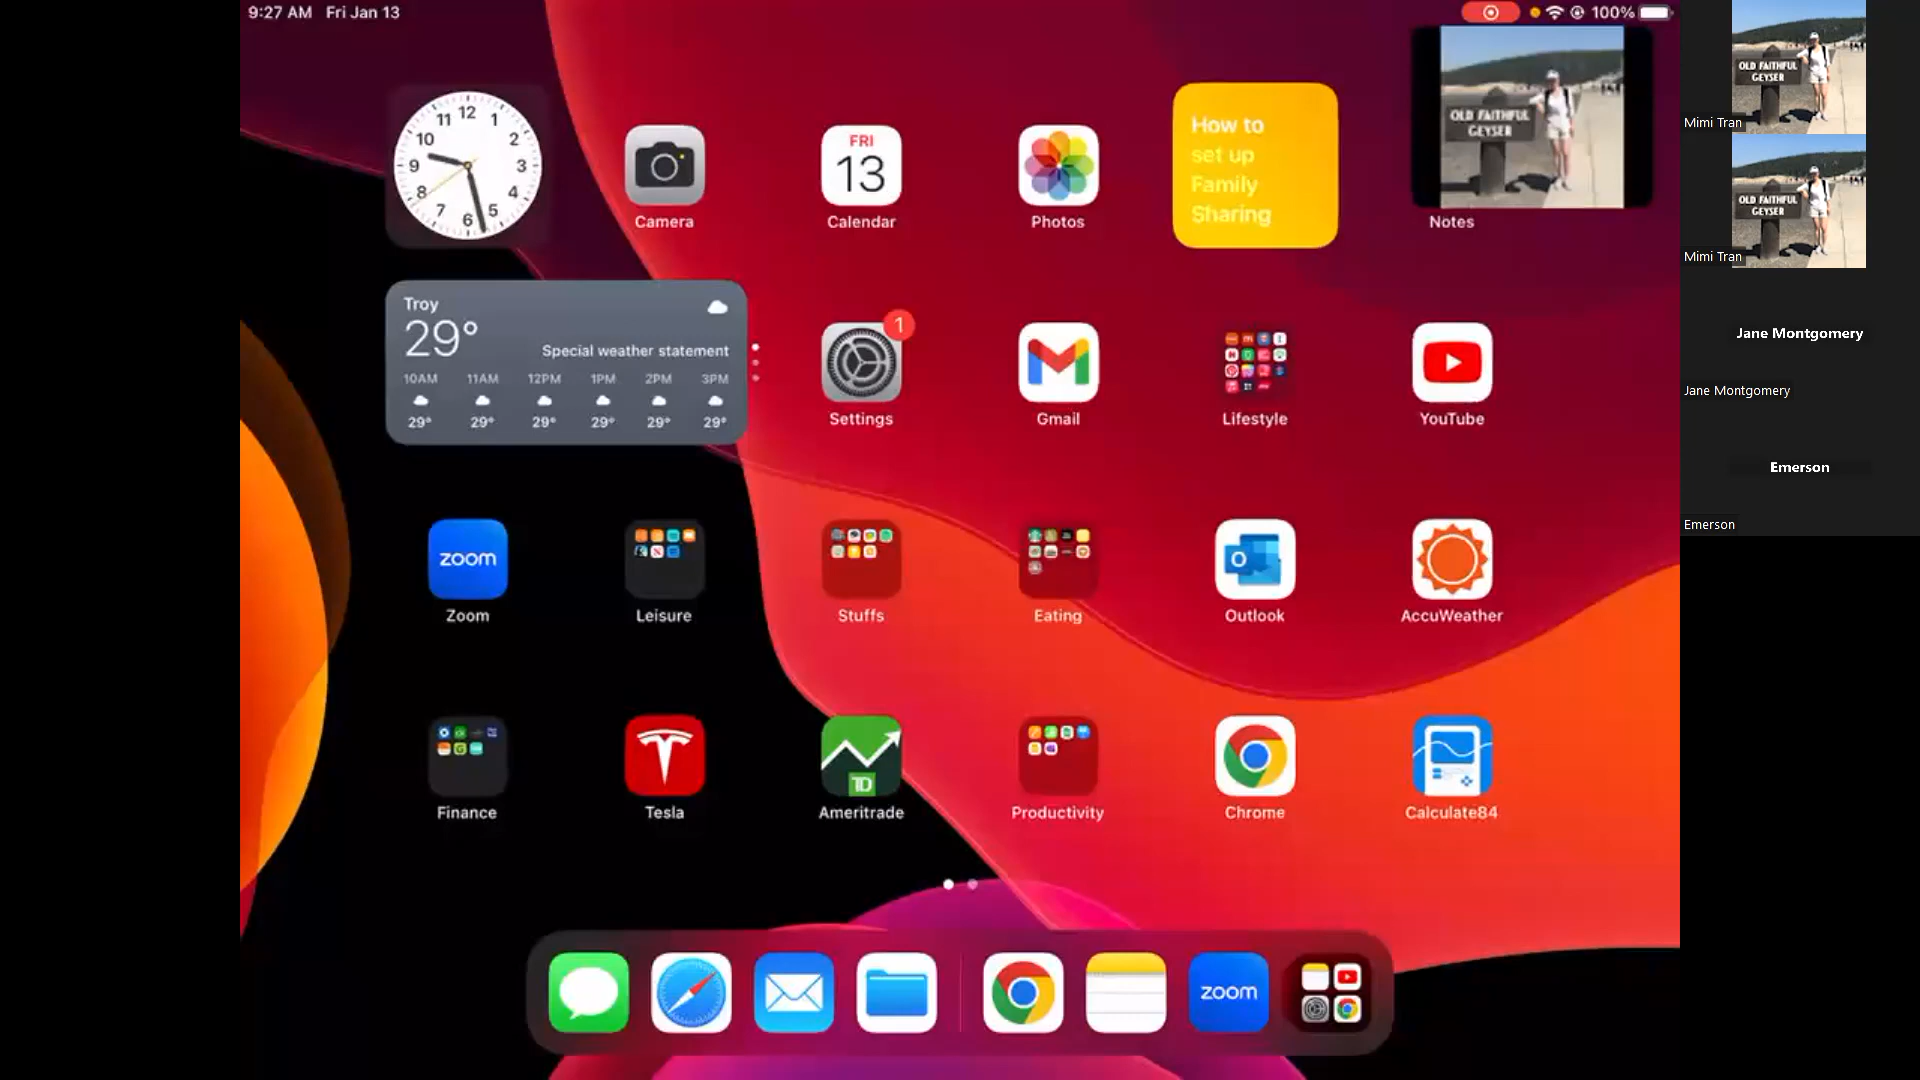 9:27 AM Fri Jan 13
100%
12
11 1
10 2
9 3
8 4
7 5
6
Camera
FRI
13
Calendar
Photos
How to
set up
Family
Sharing
OLD FAITHFUL
GEYSER
Notes
Troy
29°
Special weather statement
10AM 11AM 12PM 1PM 2PM 3PM
29° 29° 29° 29° 29° 29°
1
Settings
Gmail
Lifestyle
YouTube
zoom
Zoom
Leisure
Stuffs
Eating
O
Outlook
AccuWeather
Finance
Tesla
TD
Ameritrade
Productivity
Chrome
Calculate84
zoom
OLD FAITHFUL
GEYSER
Mimi Tran
OLD FAITHFUL
GEYSER
Mimi Tran
Jane Montgomery
Jane Montgomery
Emerson
Emerson